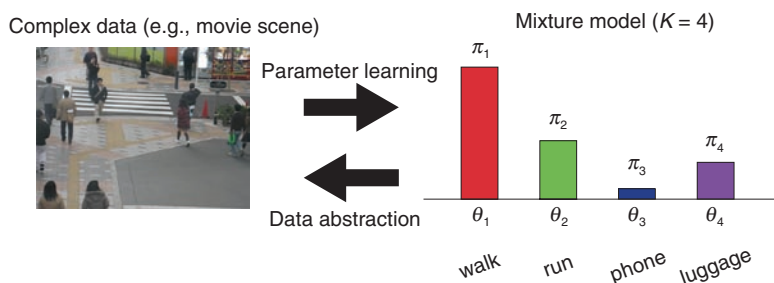 Complex data (e.g., movie scene)
Mixture model (K = 4)
Parameter learning
Data abstraction
π1
π2
π3
π4
θ1
θ2
θ3
θ4
walk
run
phone
luggage